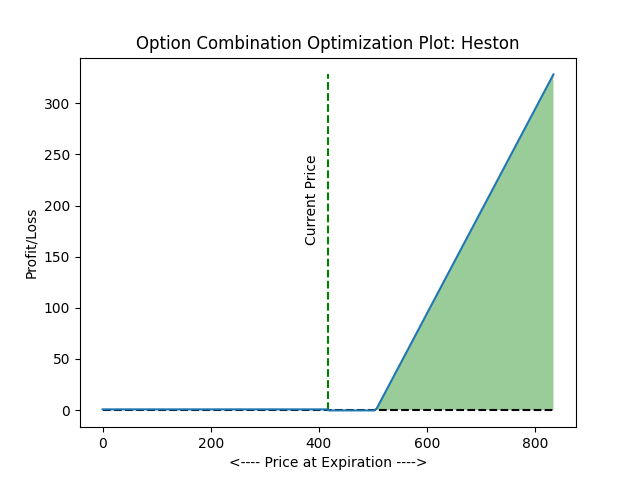 Option Combination Optimization Plot: Heston
300
250
200
150
100
50
0
Profit/Loss
Current Price
0 200 400 600 800
<---- Price at Expiration ---->